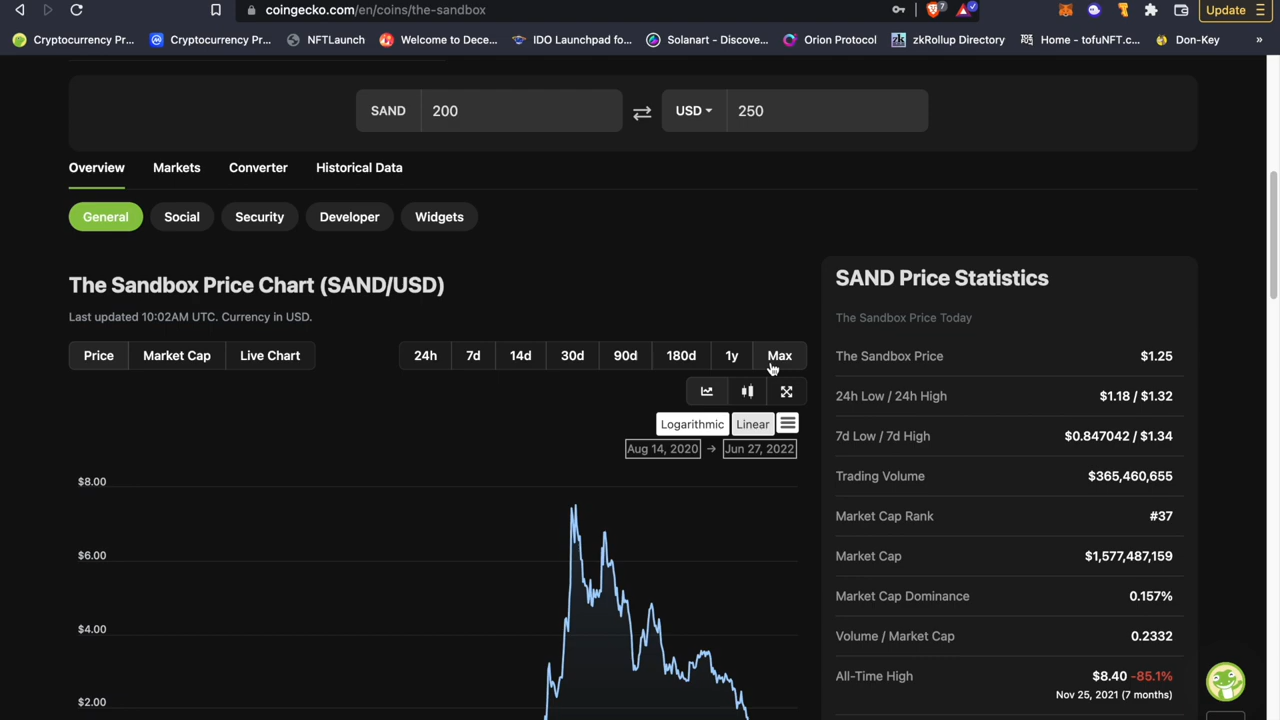 coingecko.com/en/coins/the-sandbox
7
Update
Cryptocurrency Pr...
Cryptocurrency Pr...
NFTLaunch
Welcome to Dece...
IDO Launchpad fo...
Solanart - Discove...
Orion Protocol
zk
zkRollup Directory
Home - tofuNFT.c...
Don-Key
»
SAND
200
USD
250
Overview
Markets
Converter
Historical Data
General
Social
Security
Developer
Widgets
The Sandbox Price Chart (SAND/USD)
Last updated 10:02AM UTC. Currency in USD.
Price
Market Cap
Live Chart
24h
7d
14d
30d
90d
180d
1y
Max
Logarithmic
Linear
Aug 14, 2020 → Jun 27, 2022
$8.00
$6.00
$4.00
$2.00
SAND Price Statistics
The Sandbox Price Today
The Sandbox Price $1.25
24h Low / 24h High $1.18 / $1.32
7d Low / 7d High $0.847042 / $1.34
Trading Volume $365,460,655
Market Cap Rank #37
Market Cap $1,577,487,159
Market Cap Dominance 0.157%
Volume / Market Cap 0.2332
All-Time High $8.40 -85.1%
Nov 25, 2021 (7 months)